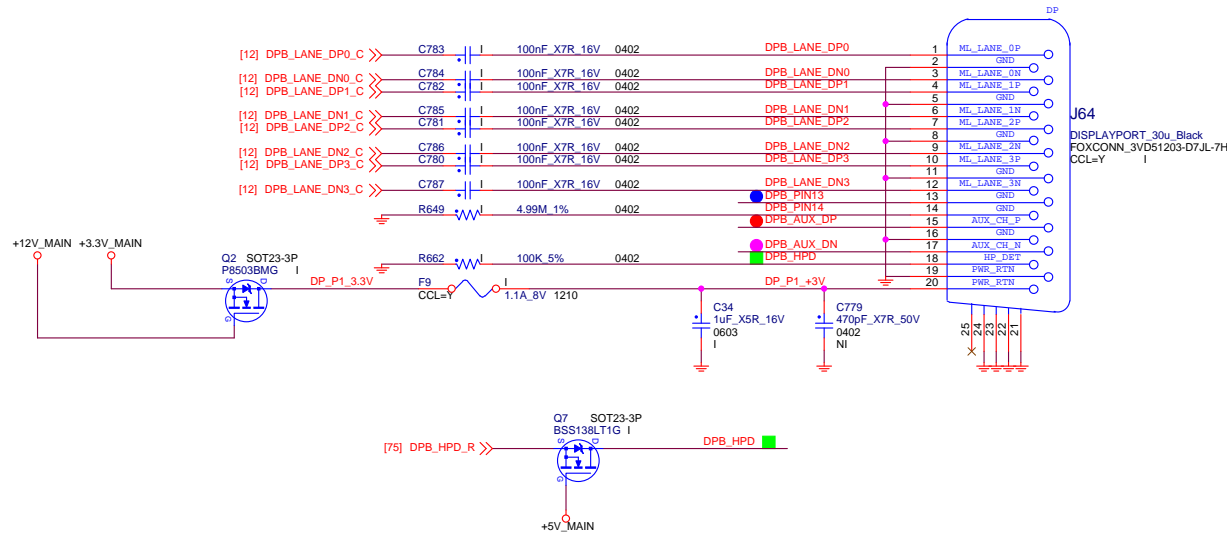 DP
[12] DPB_LANE_DP0_C C783 I 100nF_X7R_16V 0402 DPB_LANE_DP0 1 ML_LANE_0P
2 GND
[12] DPB_LANE_DN0_C C784 I 100nF_X7R_16V 0402 DPB_LANE_DN0 3 ML_LANE_0N
[12] DPB_LANE_DP1_C C782 I 100nF_X7R_16V 0402 DPB_LANE_DP1 4 ML_LANE_1P
5 GND
[12] DPB_LANE_DN1_C C785 I 100nF_X7R_16V 0402 DPB_LANE_DN1 6 ML_LANE_1N
[12] DPB_LANE_DP2_C C781 I 100nF_X7R_16V 0402 DPB_LANE_DP2 7 ML_LANE_2P
8 GND
[12] DPB_LANE_DN2_C C786 I 100nF_X7R_16V 0402 DPB_LANE_DN2 9 ML_LANE_2N
[12] DPB_LANE_DP3_C C780 I 100nF_X7R_16V 0402 DPB_LANE_DP3 10 ML_LANE_3P
11 GND
[12] DPB_LANE_DN3_C C787 I 100nF_X7R_16V 0402 DPB_LANE_DN3 12 ML_LANE_3N
DPB_PIN13 13 GND
R649 I 4.99M_1% 0402 DPB_PIN14 14 GND
DPB_AUX_DP 15 AUX_CH_P
16 GND
DPB_AUX_DN 17 AUX_CH_N
R662 I 100K_5% 0402 DPB_HPD 18 HP_DET
19 PWR_RTN
DP_P1_3.3V F9 I DP_P1_+3V 20 PWR_RTN
CCL=Y 1.1A_8V 1210
J64
DISPLAYPORT_30u_Black
FOXCONN_3VD51203-D7JL-7H
CCL=Y I
+12V_MAIN +3.3V_MAIN
Q2 SOT23-3P
P8503BMG I
S D
G
C34
1uF_X5R_16V
0603
I
C779
470pF_X7R_50V
0402
NI
25 24 23 22 21
Q7 SOT23-3P
BSS138LT1G I
[75] DPB_HPD_R S D DPB_HPD
G
+5V_MAIN